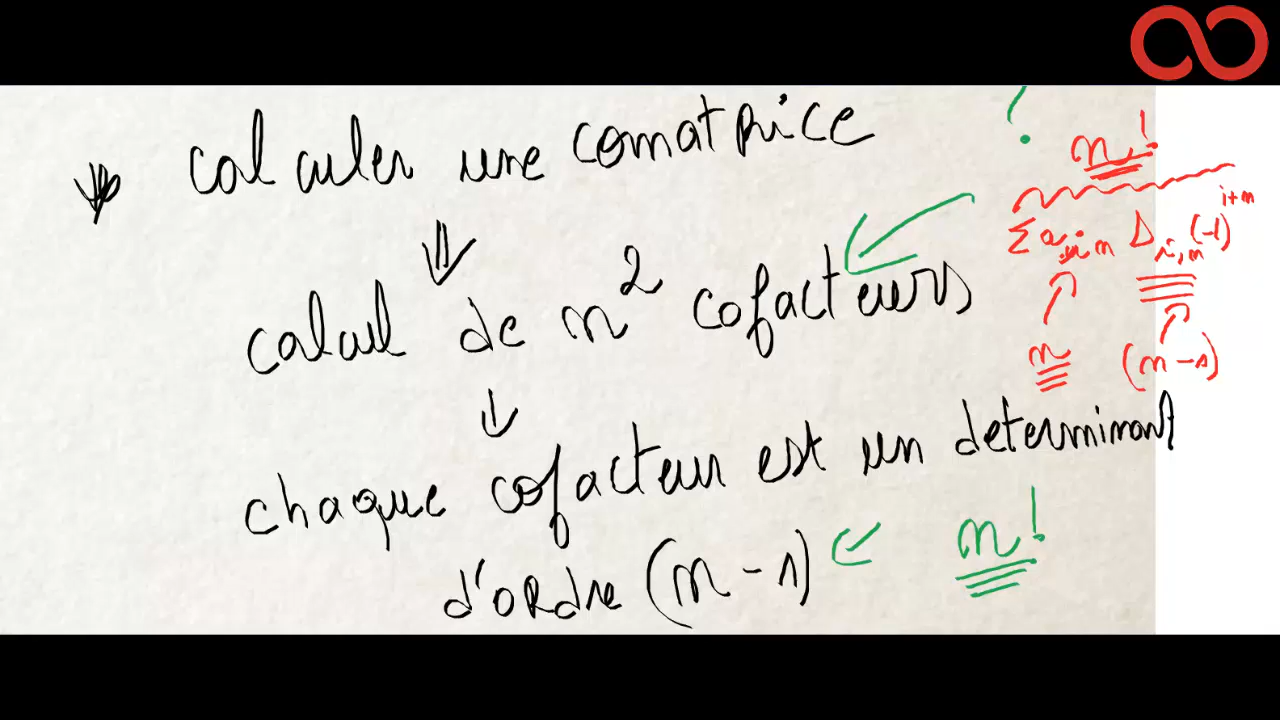 calculer une comatrice
calcul de n² cofacteurs
chaque cofacteur est un determinant
d'ordre (n-1)
n!
?
n!
Σ a i,n Δ i,n (-1)^{i+n}
n (n-1)